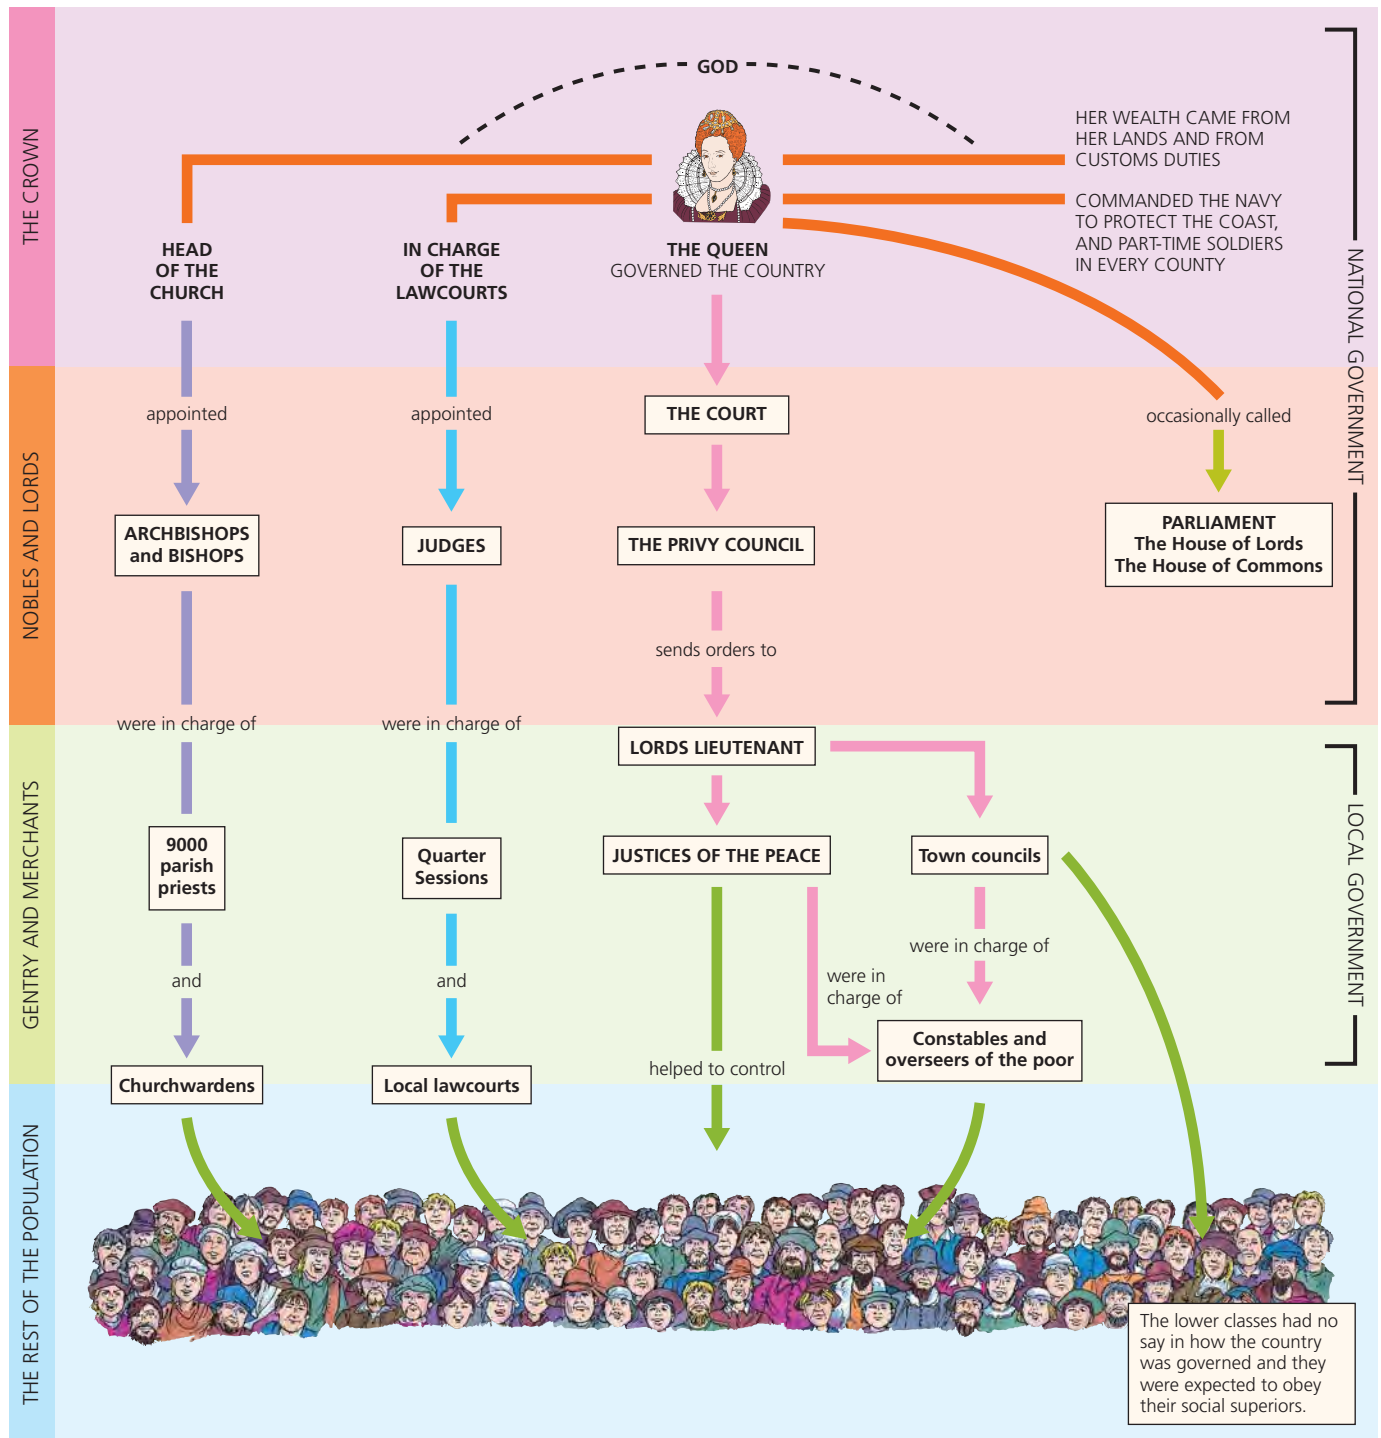 THE CROWN
GOD
HER WEALTH CAME FROM
HER LANDS AND FROM
CUSTOMS DUTIES
COMMANDED THE NAVY
TO PROTECT THE COAST,
AND PART-TIME SOLDIERS
IN EVERY COUNTY
HEAD
OF THE
CHURCH
IN CHARGE
OF THE
LAWCOURTS
THE QUEEN
GOVERNED THE COUNTRY
NATIONAL GOVERNMENT
NOBLES AND LORDS
appointed
appointed
THE COURT
occasionally called
ARCHBISHOPS
and BISHOPS
JUDGES
THE PRIVY COUNCIL
PARLIAMENT
The House of Lords
The House of Commons
sends orders to
were in charge of
were in charge of
GENTRY AND MERCHANTS
LORDS LIEUTENANT
LOCAL GOVERNMENT
9000
parish
priests
Quarter
Sessions
JUSTICES OF THE PEACE
Town councils
and
and
were in
charge of
were in charge of
Constables and
overseers of the poor
helped to control
Churchwardens
Local lawcourts
THE REST OF THE POPULATION
The lower classes had no
say in how the country
was governed and they
were expected to obey
their social superiors.